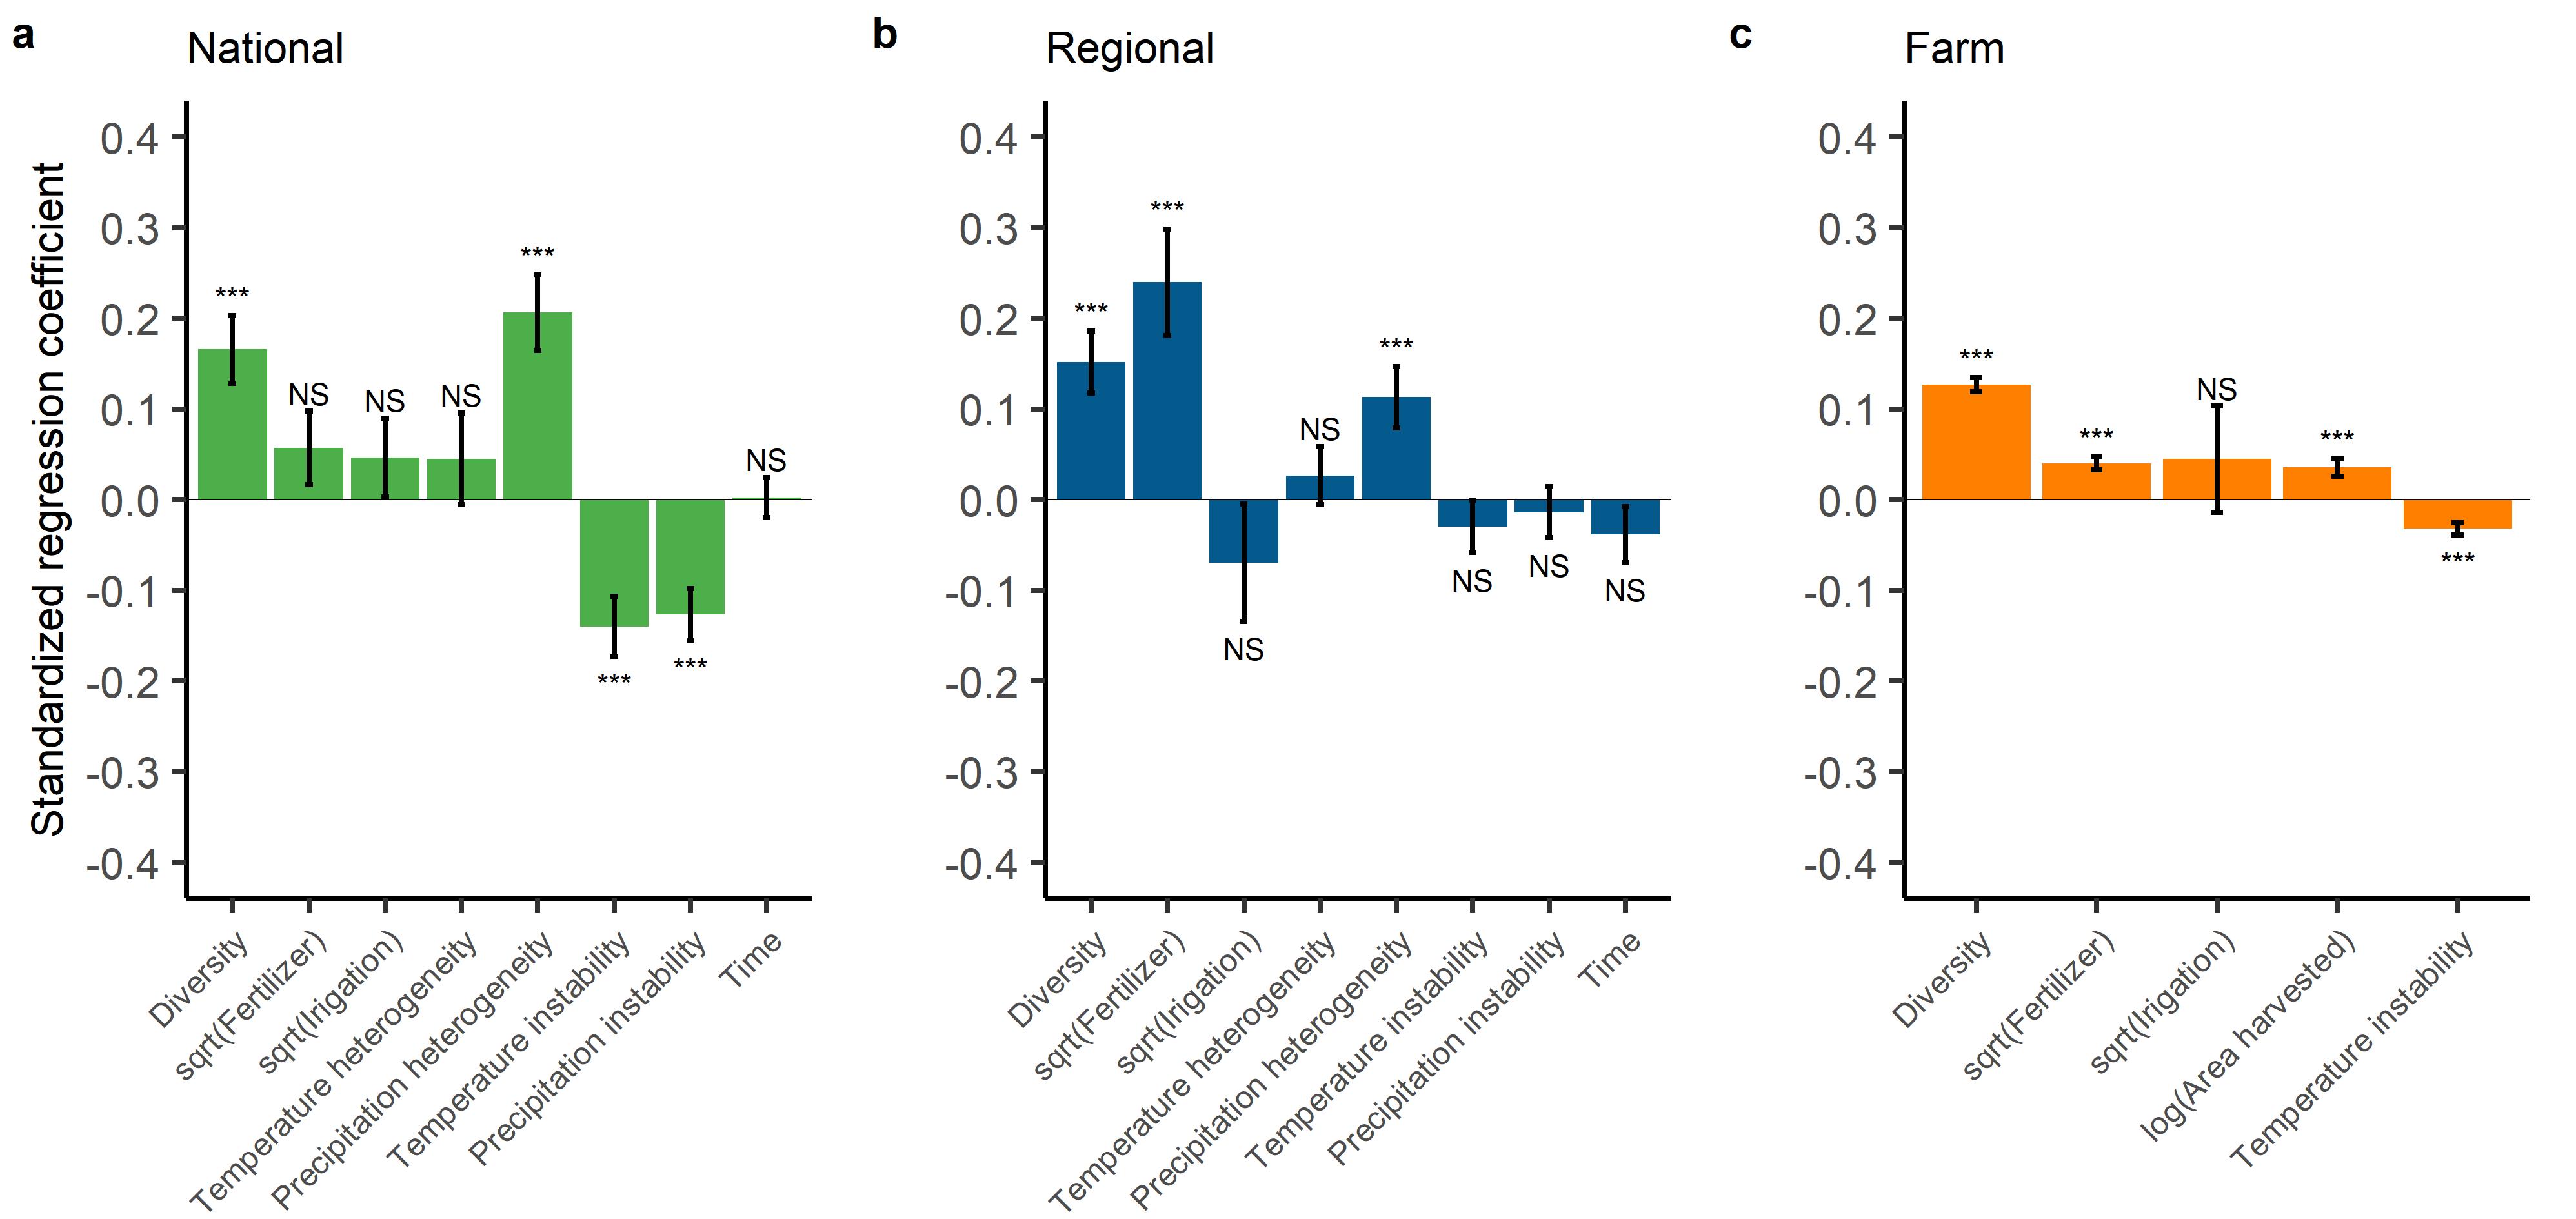 a
National
Standardized regression coefficient
0.4
0.3
0.2
0.1
0.0
-0.1
-0.2
-0.3
-0.4
***
NS
NS
NS
***
***
***
NS
Diversity
sqrt(Fertilizer)
sqrt(Irigation)
Temperature heterogeneity
Precipitation heterogeneity
Temperature instability
Precipitation instability
Time
b
Regional
0.4
0.3
0.2
0.1
0.0
-0.1
-0.2
-0.3
-0.4
***
***
NS
NS
***
NS
NS
NS
Diversity
sqrt(Fertilizer)
sqrt(Irigation)
Temperature heterogeneity
Precipitation heterogeneity
Temperature instability
Precipitation instability
Time
c
Farm
0.4
0.3
0.2
0.1
0.0
-0.1
-0.2
-0.3
-0.4
***
***
NS
***
***
Diversity
sqrt(Fertilizer)
sqrt(Irigation)
log(Area harvested)
Temperature instability